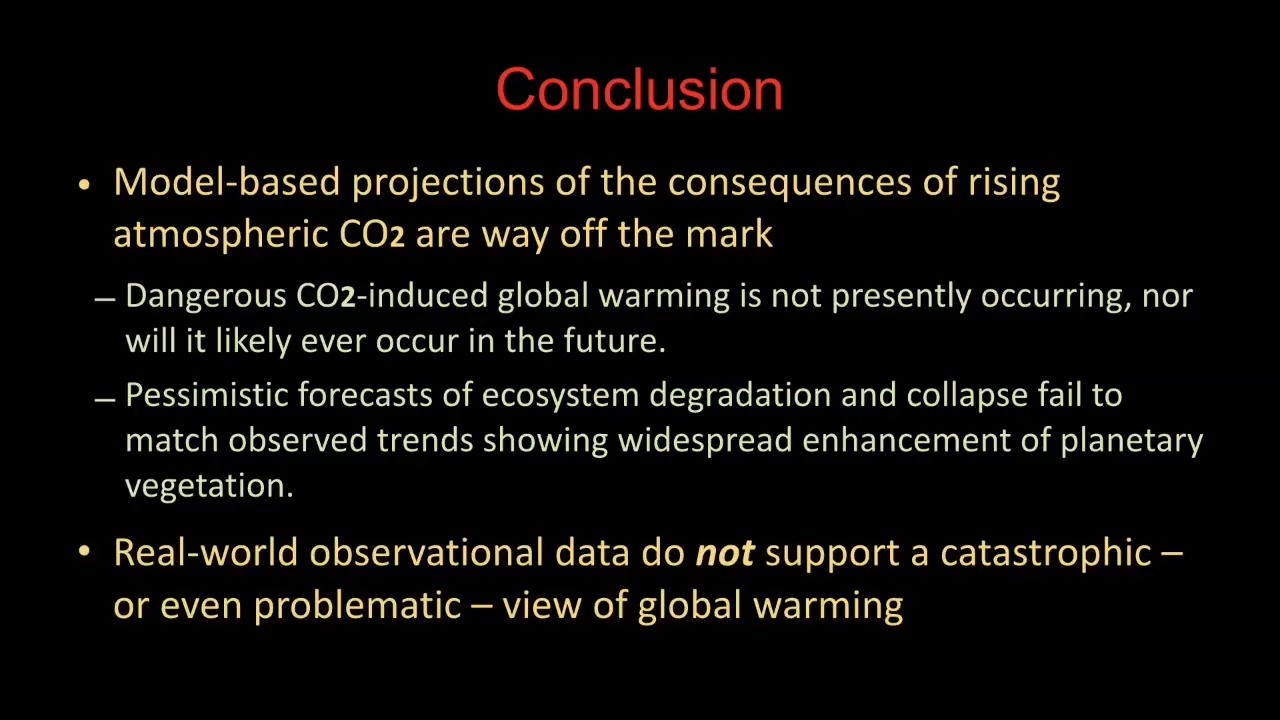 Conclusion
• Model-based projections of the consequences of rising
atmospheric CO2 are way off the mark
– Dangerous CO2-induced global warming is not presently occurring, nor
will it likely ever occur in the future.
– Pessimistic forecasts of ecosystem degradation and collapse fail to
match observed trends showing widespread enhancement of planetary
vegetation.
• Real-world observational data do not support a catastrophic –
or even problematic – view of global warming